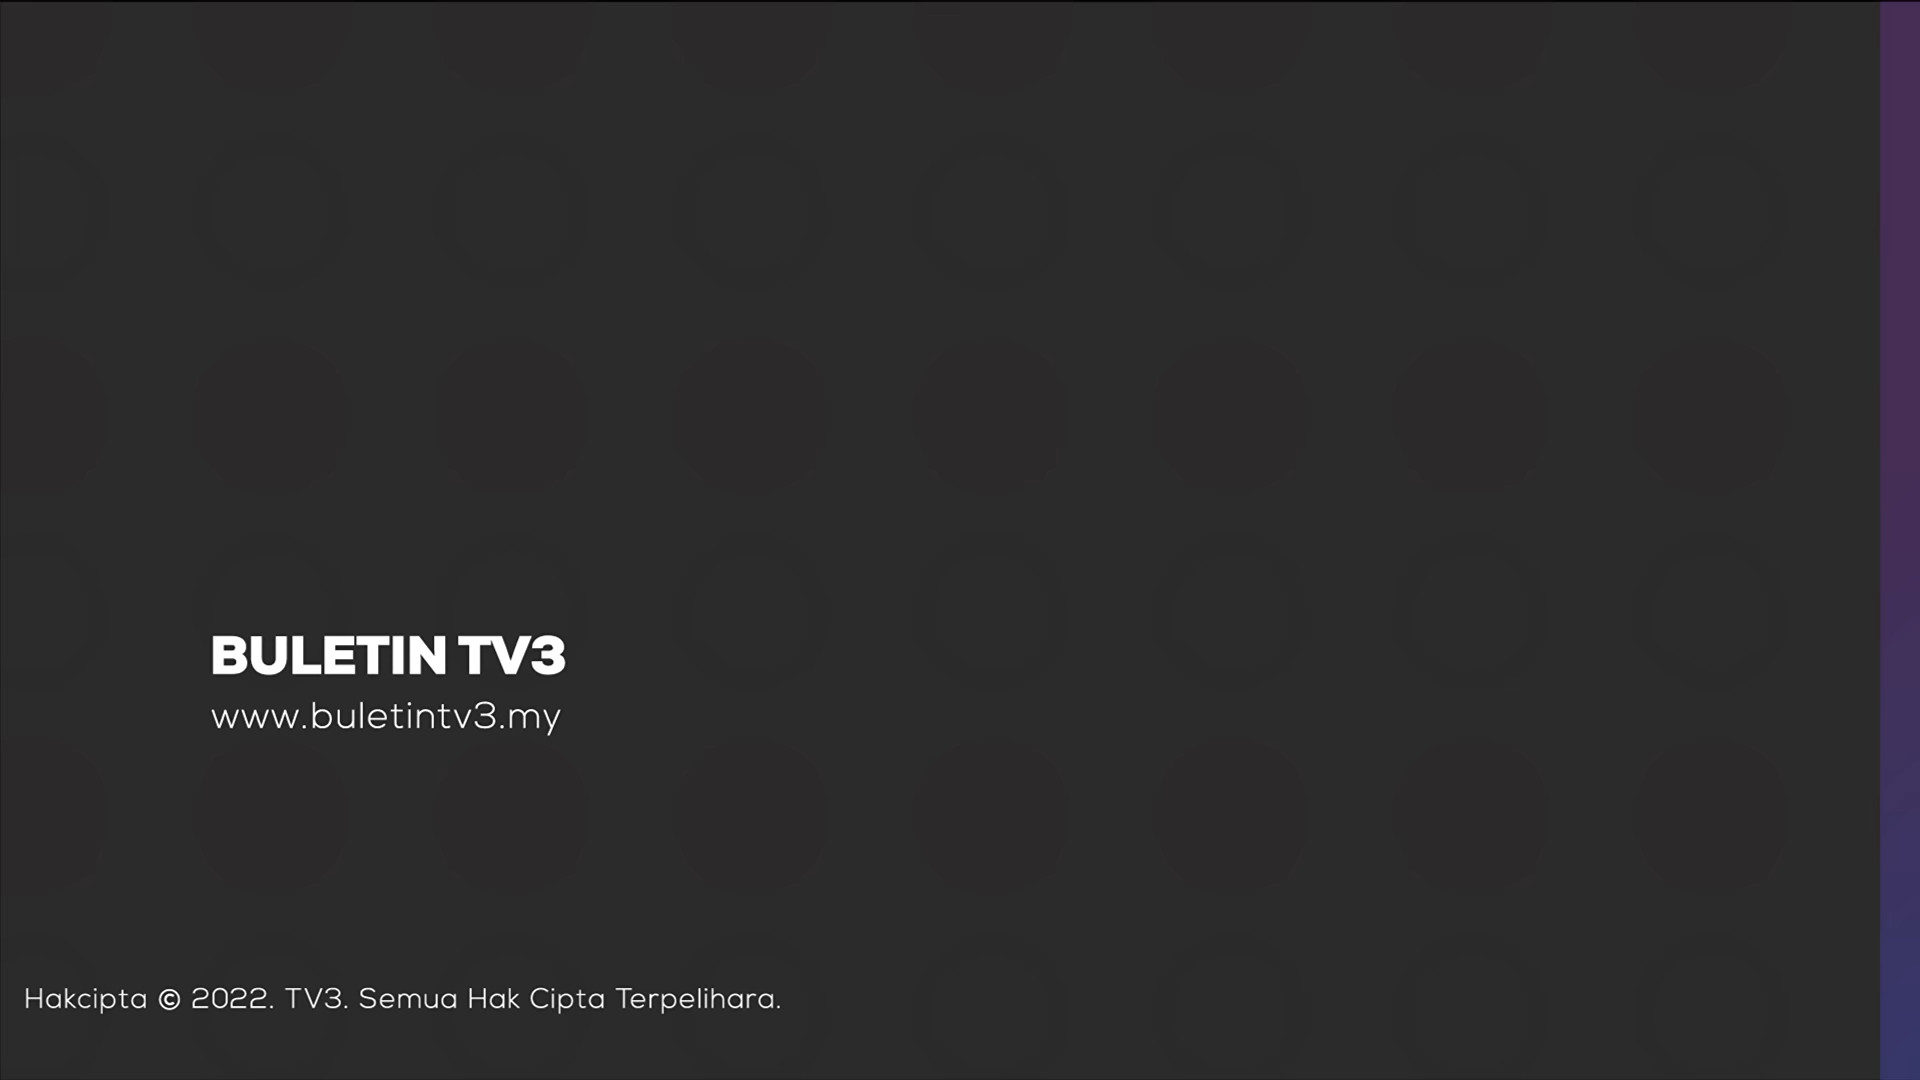 BULETIN TV3
www.buletintv3.my
Hakcipta © 2022. TV3. Semua Hak Cipta Terpelihara.